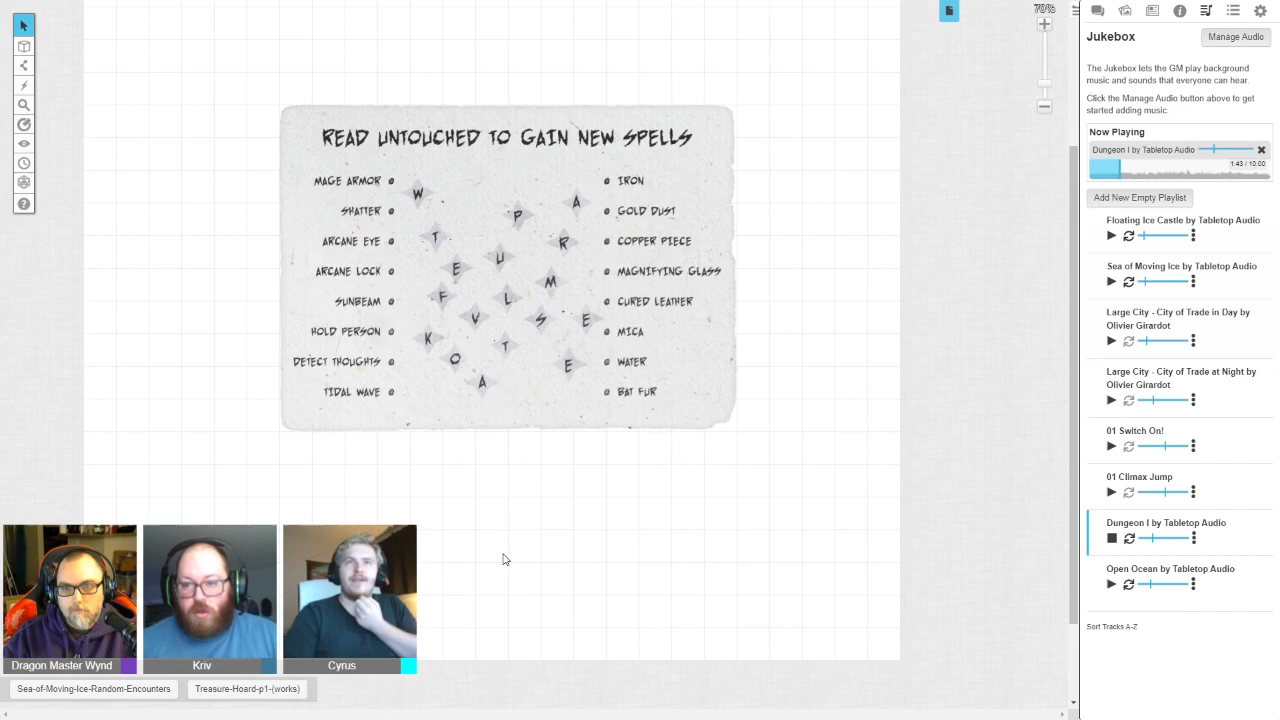 70%
Jukebox
Manage Audio
The Jukebox lets the GM play background
music and sounds that everyone can hear.
Click the Manage Audio button above to get
started adding music.
Now Playing
Dungeon I by Tabletop Audio
1:43 / 10:00
Add New Empty Playlist
Floating Ice Castle by Tabletop Audio
Sea of Moving Ice by Tabletop Audio
Large City - City of Trade in Day by
Olivier Girardot
Large City - City of Trade at Night by
Olivier Girardot
01 Switch On!
01 Climax Jump
Dungeon I by Tabletop Audio
Open Ocean by Tabletop Audio
Sort Tracks A-Z
READ UNTOUCHED TO GAIN NEW SPELLS
MAGE ARMOR
SHATTER
ARCANE EYE
ARCANE LOCK
SUNBEAM
HOLD PERSON
DETECT THOUGHTS
TIDAL WAVE
W
A
P
T
R
U
E
M
F
L
V
S
E
K
T
O
E
A
IRON
GOLD DUST
COPPER PIECE
MAGNIFYING GLASS
CURED LEATHER
MICA
WATER
BAT FUR
Dragon Master Wynd
Kriv
Cyrus
Sea-of-Moving-Ice-Random-Encounters
Treasure-Hoard-p1-(works)